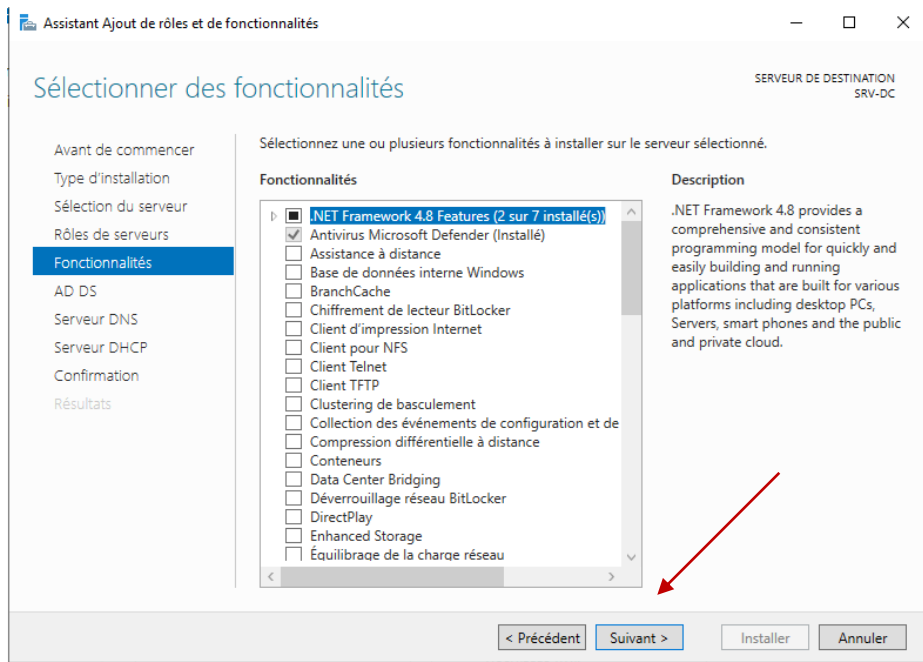 Assistant Ajout de rôles et de fonctionnalités
Sélectionner des fonctionnalités
SERVEUR DE DESTINATION
SRV-DC
Avant de commencer
Type d'installation
Sélection du serveur
Rôles de serveurs
Fonctionnalités
AD DS
Serveur DNS
Serveur DHCP
Confirmation
Résultats
Sélectionnez une ou plusieurs fonctionnalités à installer sur le serveur sélectionné.
Fonctionnalités
.NET Framework 4.8 Features (2 sur 7 installé(s))
Antivirus Microsoft Defender (Installé)
Assistance à distance
Base de données interne Windows
BranchCache
Chiffrement de lecteur BitLocker
Client d'impression Internet
Client pour NFS
Client Telnet
Client TFTP
Clustering de basculement
Collection des événements de configuration et de
Compression différentielle à distance
Conteneurs
Data Center Bridging
Déverrouillage réseau BitLocker
DirectPlay
Enhanced Storage
Équilibrage de la charge réseau
Description
.NET Framework 4.8 provides a
comprehensive and consistent
programming model for quickly and
easily building and running
applications that are built for various
platforms including desktop PCs,
Servers, smart phones and the public
and private cloud.
< Précédent
Suivant >
Installer
Annuler